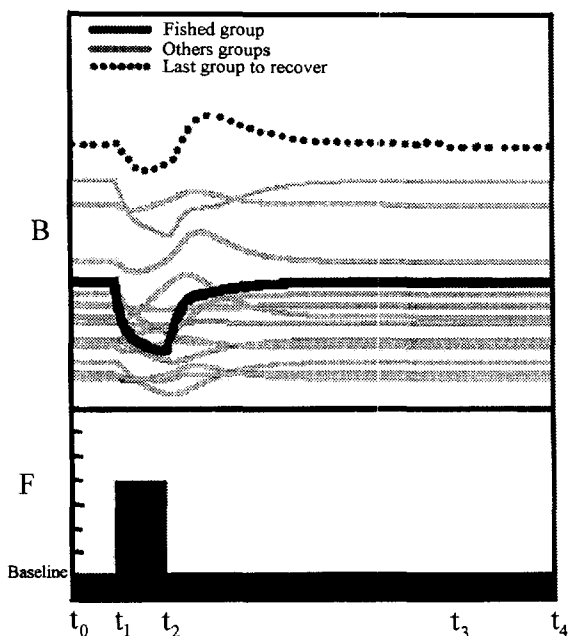 Fished group
Others groups
Last group to recover
B
F
Baseline
t0 t1 t2 t3 t4